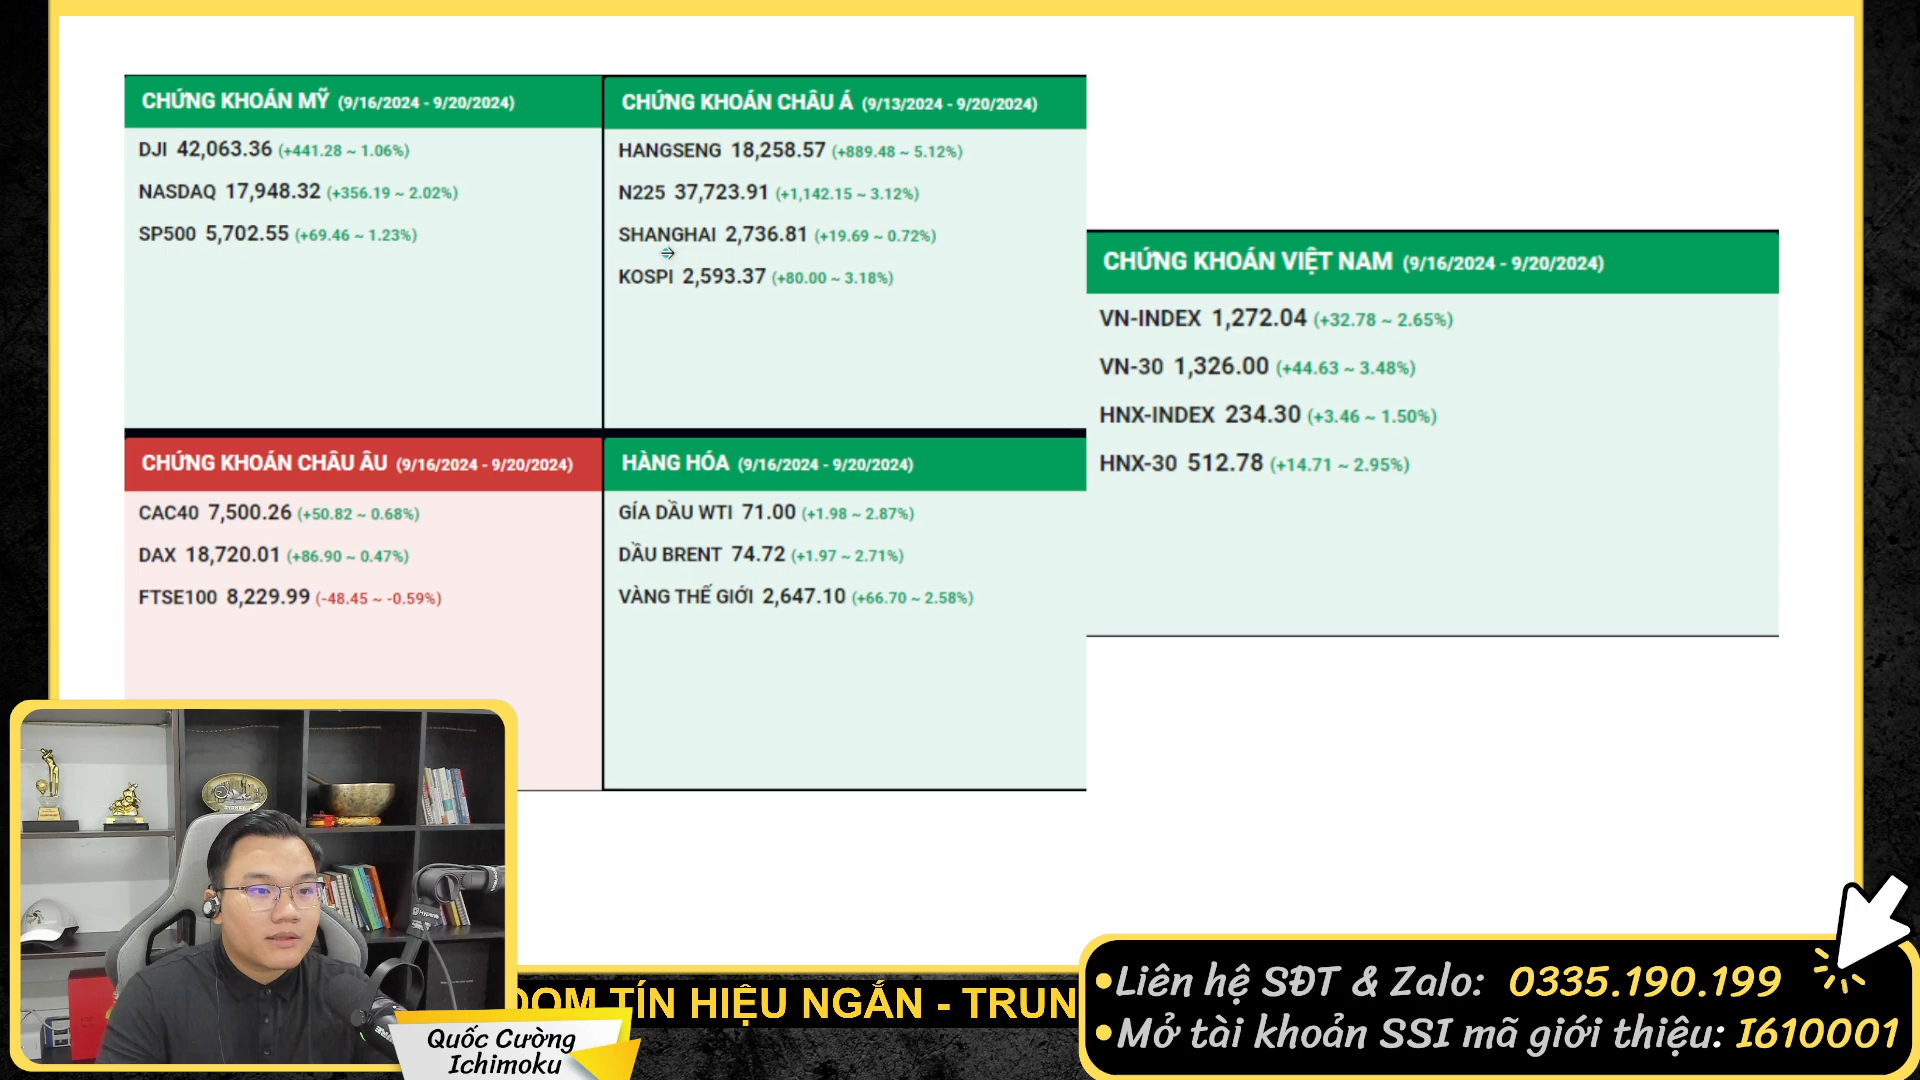 CHỨNG KHOÁN MỸ (9/16/2024 - 9/20/2024)
DJI 42,063.36 (+441.28 ~ 1.06%)
NASDAQ 17,948.32 (+356.19 ~ 2.02%)
SP500 5,702.55 (+69.46 ~ 1.23%)
CHỨNG KHOÁN CHÂU Á (9/13/2024 - 9/20/2024)
HANGSENG 18,258.57 (+889.48 ~ 5.12%)
N225 37,723.91 (+1,142.15 ~ 3.12%)
SHANGHAI 2,736.81 (+19.69 ~ 0.72%)
KOSPI 2,593.37 (+80.00 ~ 3.18%)
CHỨNG KHOÁN VIỆT NAM (9/16/2024 - 9/20/2024)
VN-INDEX 1,272.04 (+32.78 ~ 2.65%)
VN-30 1,326.00 (+44.63 ~ 3.48%)
HNX-INDEX 234.30 (+3.46 ~ 1.50%)
HNX-30 512.78 (+14.71 ~ 2.95%)
CHỨNG KHOÁN CHÂU ÂU (9/16/2024 - 9/20/2024)
CAC40 7,500.26 (+50.82 ~ 0.68%)
DAX 18,720.01 (+86.90 ~ 0.47%)
FTSE100 8,229.99 (-48.45 ~ -0.59%)
HÀNG HÓA (9/16/2024 - 9/20/2024)
GÍA DẦU WTI 71.00 (+1.98 ~ 2.87%)
DẦU BRENT 74.72 (+1.97 ~ 2.71%)
VÀNG THẾ GIỚI 2,647.10 (+66.70 ~ 2.58%)
OOM TÍN HIỆU NGẮN - TRUN
Quốc Cường
Ichimoku
•Liên hệ SĐT & Zalo: 0335.190.199
•Mở tài khoản SSI mã giới thiệu: I610001